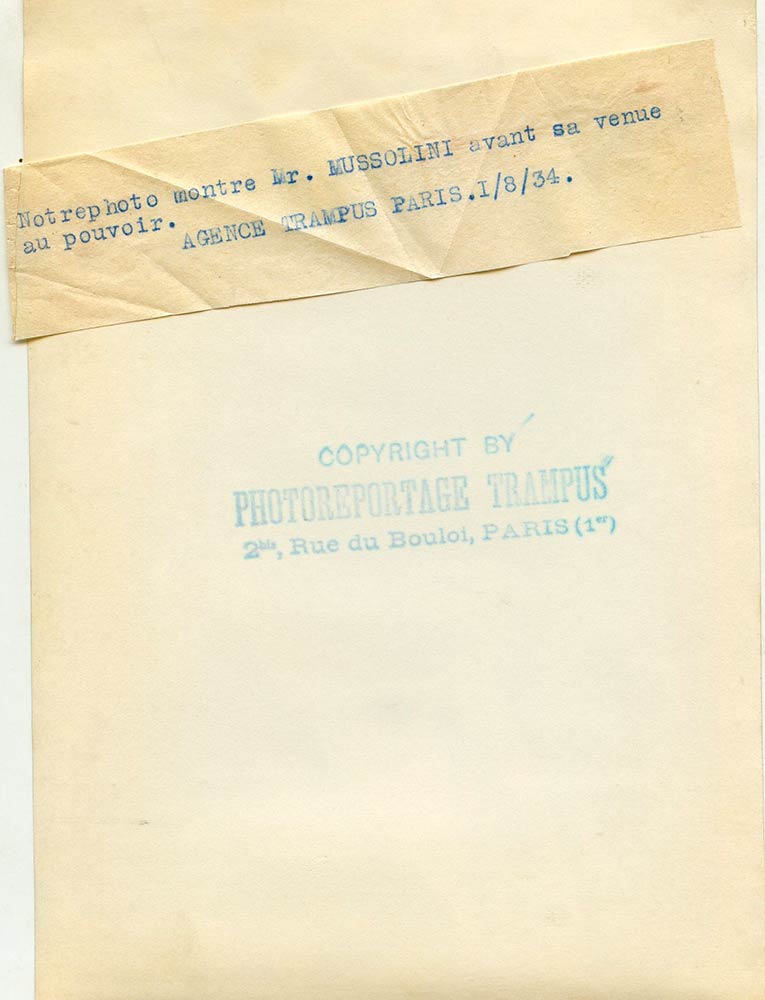 Notrephoto montre Mr. MUSSOLINI avant sa venue
au pouvoir.
AGENCE TRAMPUS PARIS.I/8/34.
COPYRIGHT BY
PHOTOREPORTAGE TRAMPUS
2bis, Rue du Bouloi, PARIS (1er)